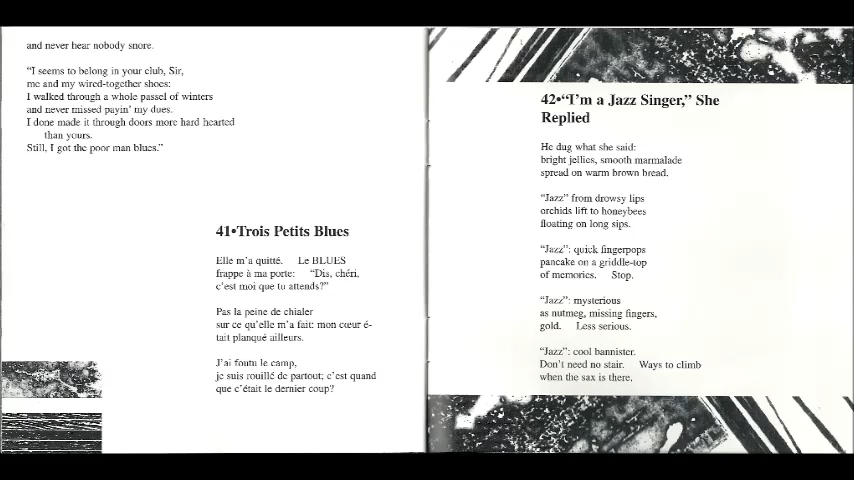 and never hear nobody snore.
“I seems to belong in your club, Sir,
me and my wired-together shoes:
I walked through a whole passel of winters
and never missed payin’ my dues.
I done made it through doors more hard hearted
than yours.
Still, I got the poor man blues.”
41•Trois Petits Blues
Elle m’a quitté. Le BLUES
frappe à ma porte: “Dis, chéri,
c’est moi que tu attends?”
Pas la peine de chialer
sur ce qu’elle m’a fait: mon cœur é-
tait planqué ailleurs.
J’ai foutu le camp,
je suis rouillé de partout; c’est quand
que c’était le dernier coup?
42•“I’m a Jazz Singer,” She
Replied
He dug what she said:
bright jellies, smooth marmalade
spread on warm brown bread.
“Jazz” from drowsy lips
orchids lift to honeybees
floating on long sips.
“Jazz”: quick fingerpops
pancake on a griddle-top
of memories. Stop.
“Jazz”: mysterious
as nutmeg, missing fingers,
gold. Less serious.
“Jazz”: cool bannister.
Don’t need no stair. Ways to climb
when the sax is there.